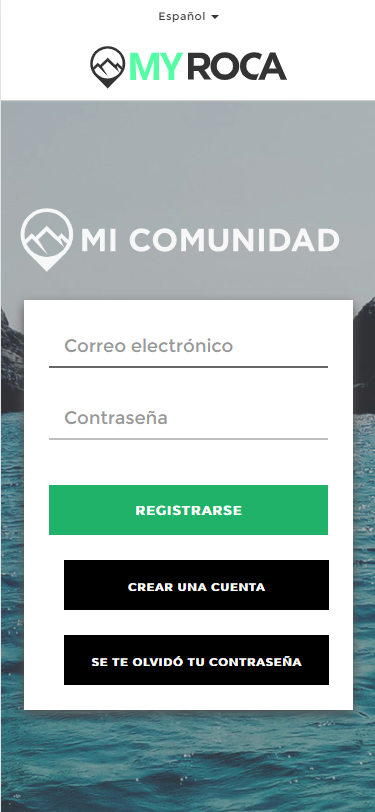 Español
MYROCA
MI COMUNIDAD
Correo electrónico
Contraseña
REGISTRARSE
CREAR UNA CUENTA
SE TE OLVIDÓ TU CONTRASEÑA